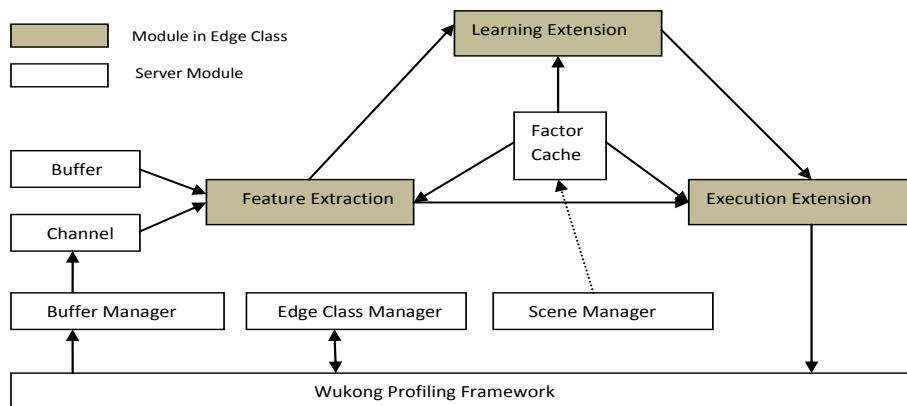 Module in Edge Class
Server Module
Learning Extension
Factor
Cache
Buffer
Feature Extraction
Execution Extension
Channel
Buffer Manager
Edge Class Manager
Scene Manager
Wukong Profiling Framework